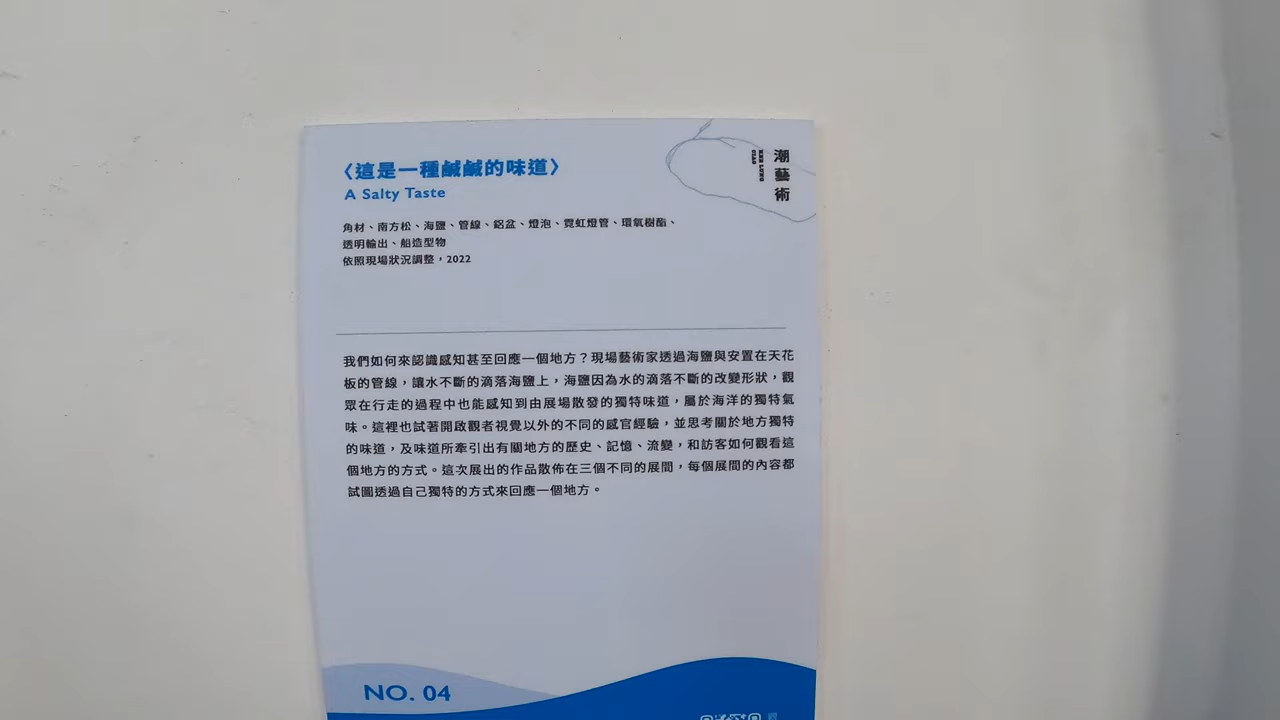 〈這是一種鹹鹹的味道〉
A Salty Taste
潮藝術
KEE LUNG
CIAO
角材、南方松、海鹽、管線、鋁盆、燈泡、霓虹燈管、環氧樹酯、
透明輸出、船造型物
依照現場狀況調整，2022
我們如何來認識感知甚至回應一個地方？現場藝術家透過海鹽與安置在天花
板的管線，讓水不斷的滴落海鹽上，海鹽因為水的滴落不斷的改變形狀，觀
眾在行走的過程中也能感知到由展場散發的獨特味道，屬於海洋的獨特氣
味。這裡也試著開啟觀者視覺以外的不同的感官經驗，並思考關於地方獨特
的味道，及味道所牽引出有關地方的歷史、記憶、流變，和訪客如何觀看這
個地方的方式。這次展出的作品散佈在三個不同的展間，每個展間的內容都
試圖透過自己獨特的方式來回應一個地方。
NO. 04